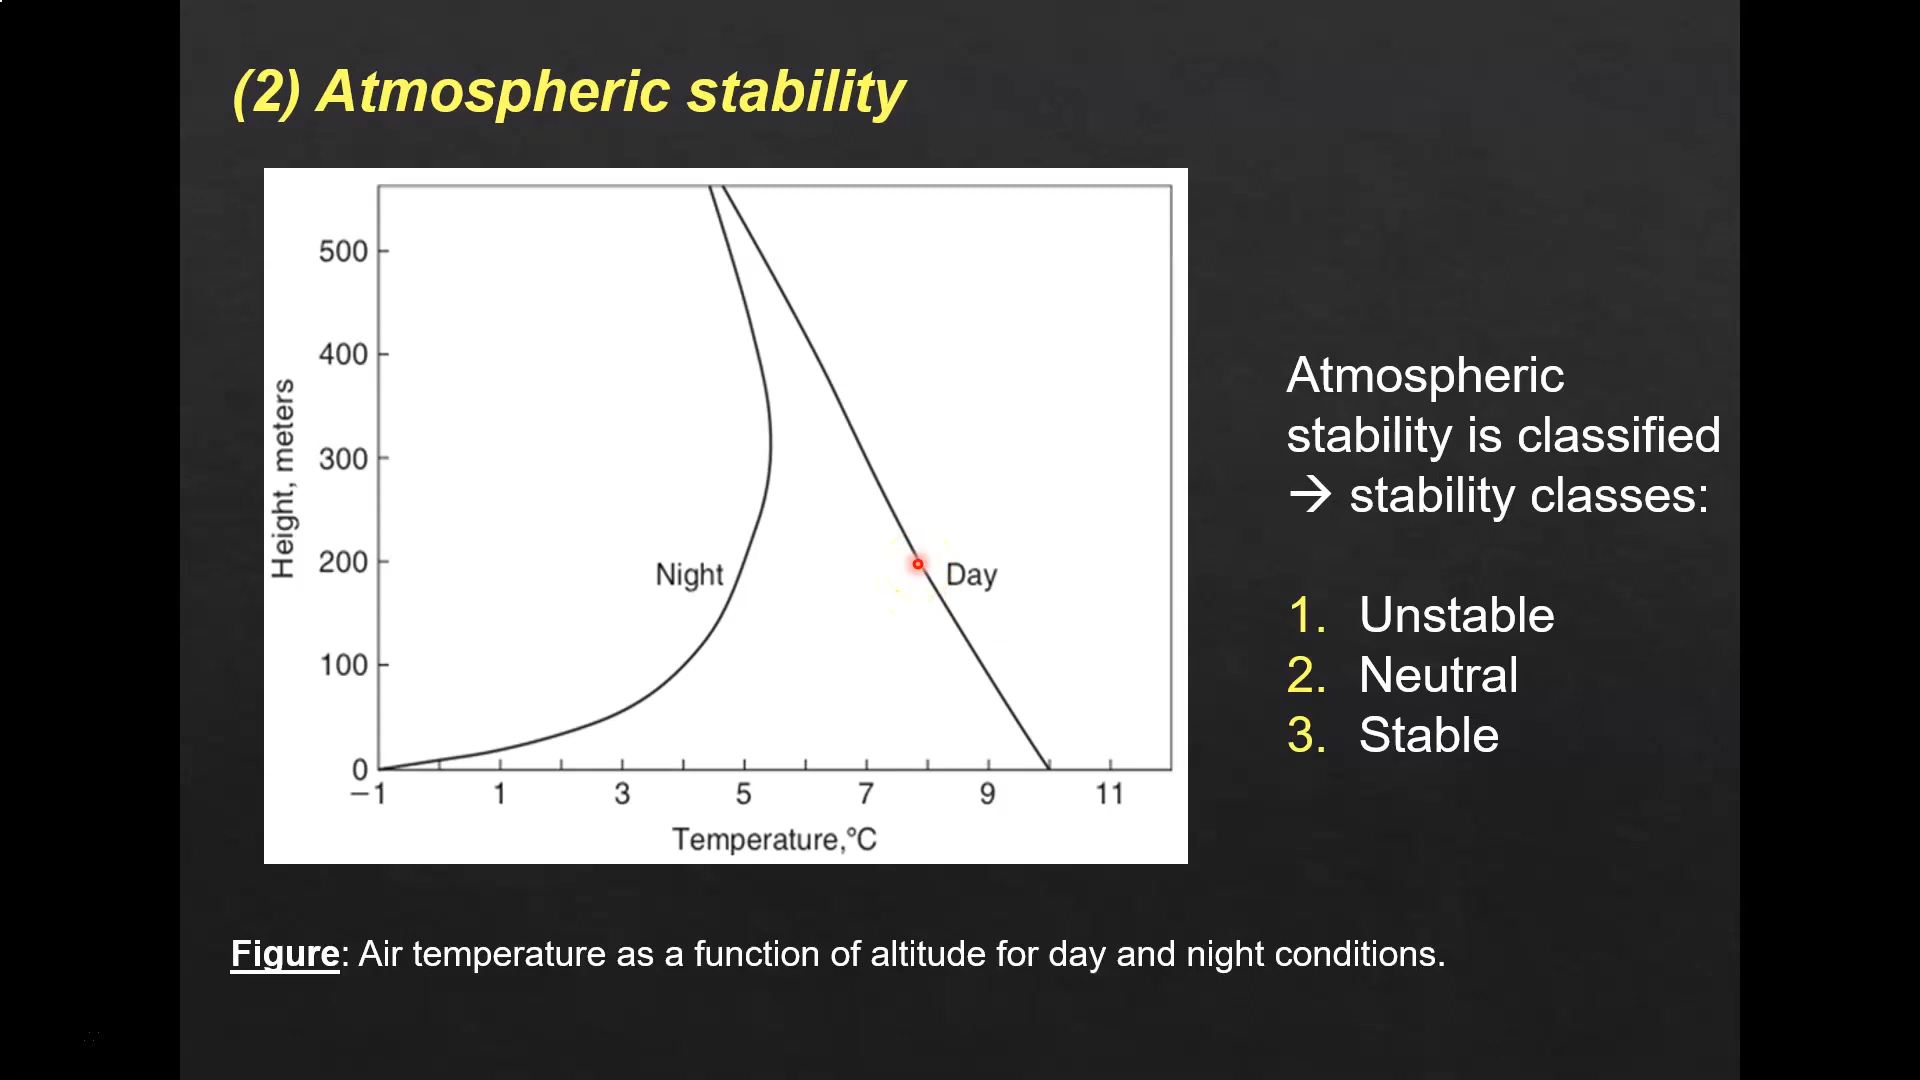 (2) Atmospheric stability
500
400
300
200
100
0
Height, meters
Night
Day
−1 1 3 5 7 9 11
Temperature,°C
Atmospheric
stability is classified
→ stability classes:
1. Unstable
2. Neutral
3. Stable
Figure: Air temperature as a function of altitude for day and night conditions.